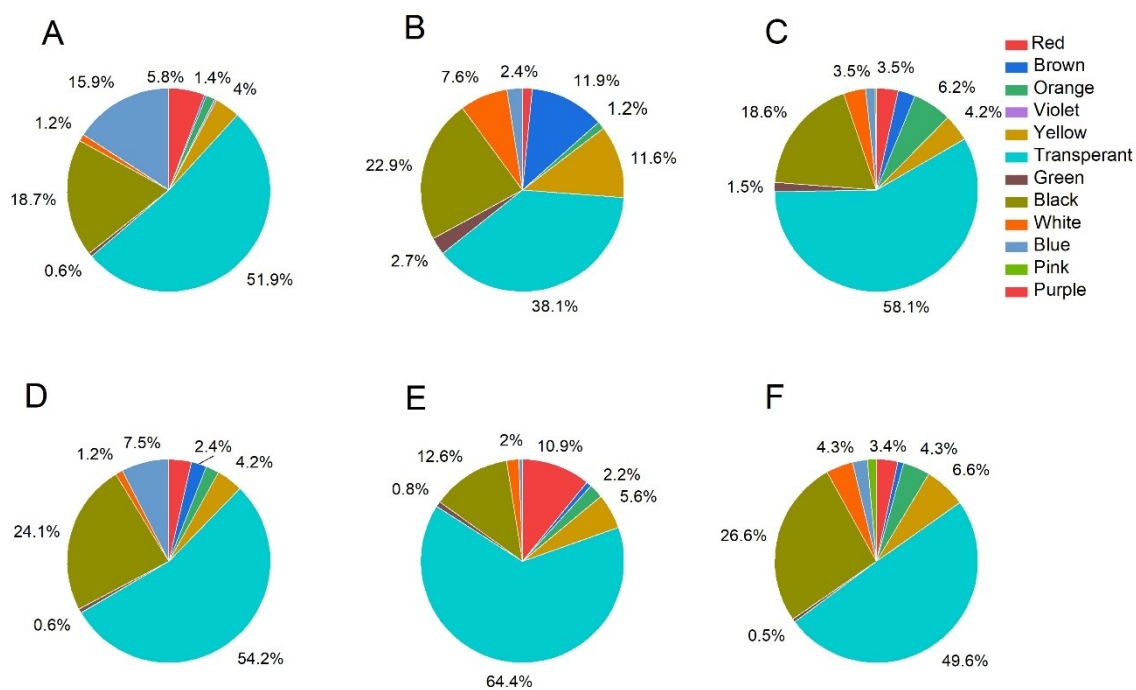 A
B
C
15.9%
5.8%
1.4%
4%
1.2%
18.7%
0.6%
51.9%
7.6%
2.4%
11.9%
1.2%
11.6%
22.9%
2.7%
38.1%
3.5%
3.5%
6.2%
4.2%
18.6%
1.5%
58.1%
Red
Brown
Orange
Violet
Yellow
Transperant
Green
Black
White
Blue
Pink
Purple
D
E
F
1.2%
7.5%
2.4%
4.2%
24.1%
0.6%
54.2%
12.6%
2%
10.9%
2.2%
5.6%
0.8%
64.4%
4.3%
3.4%
4.3%
6.6%
26.6%
0.5%
49.6%